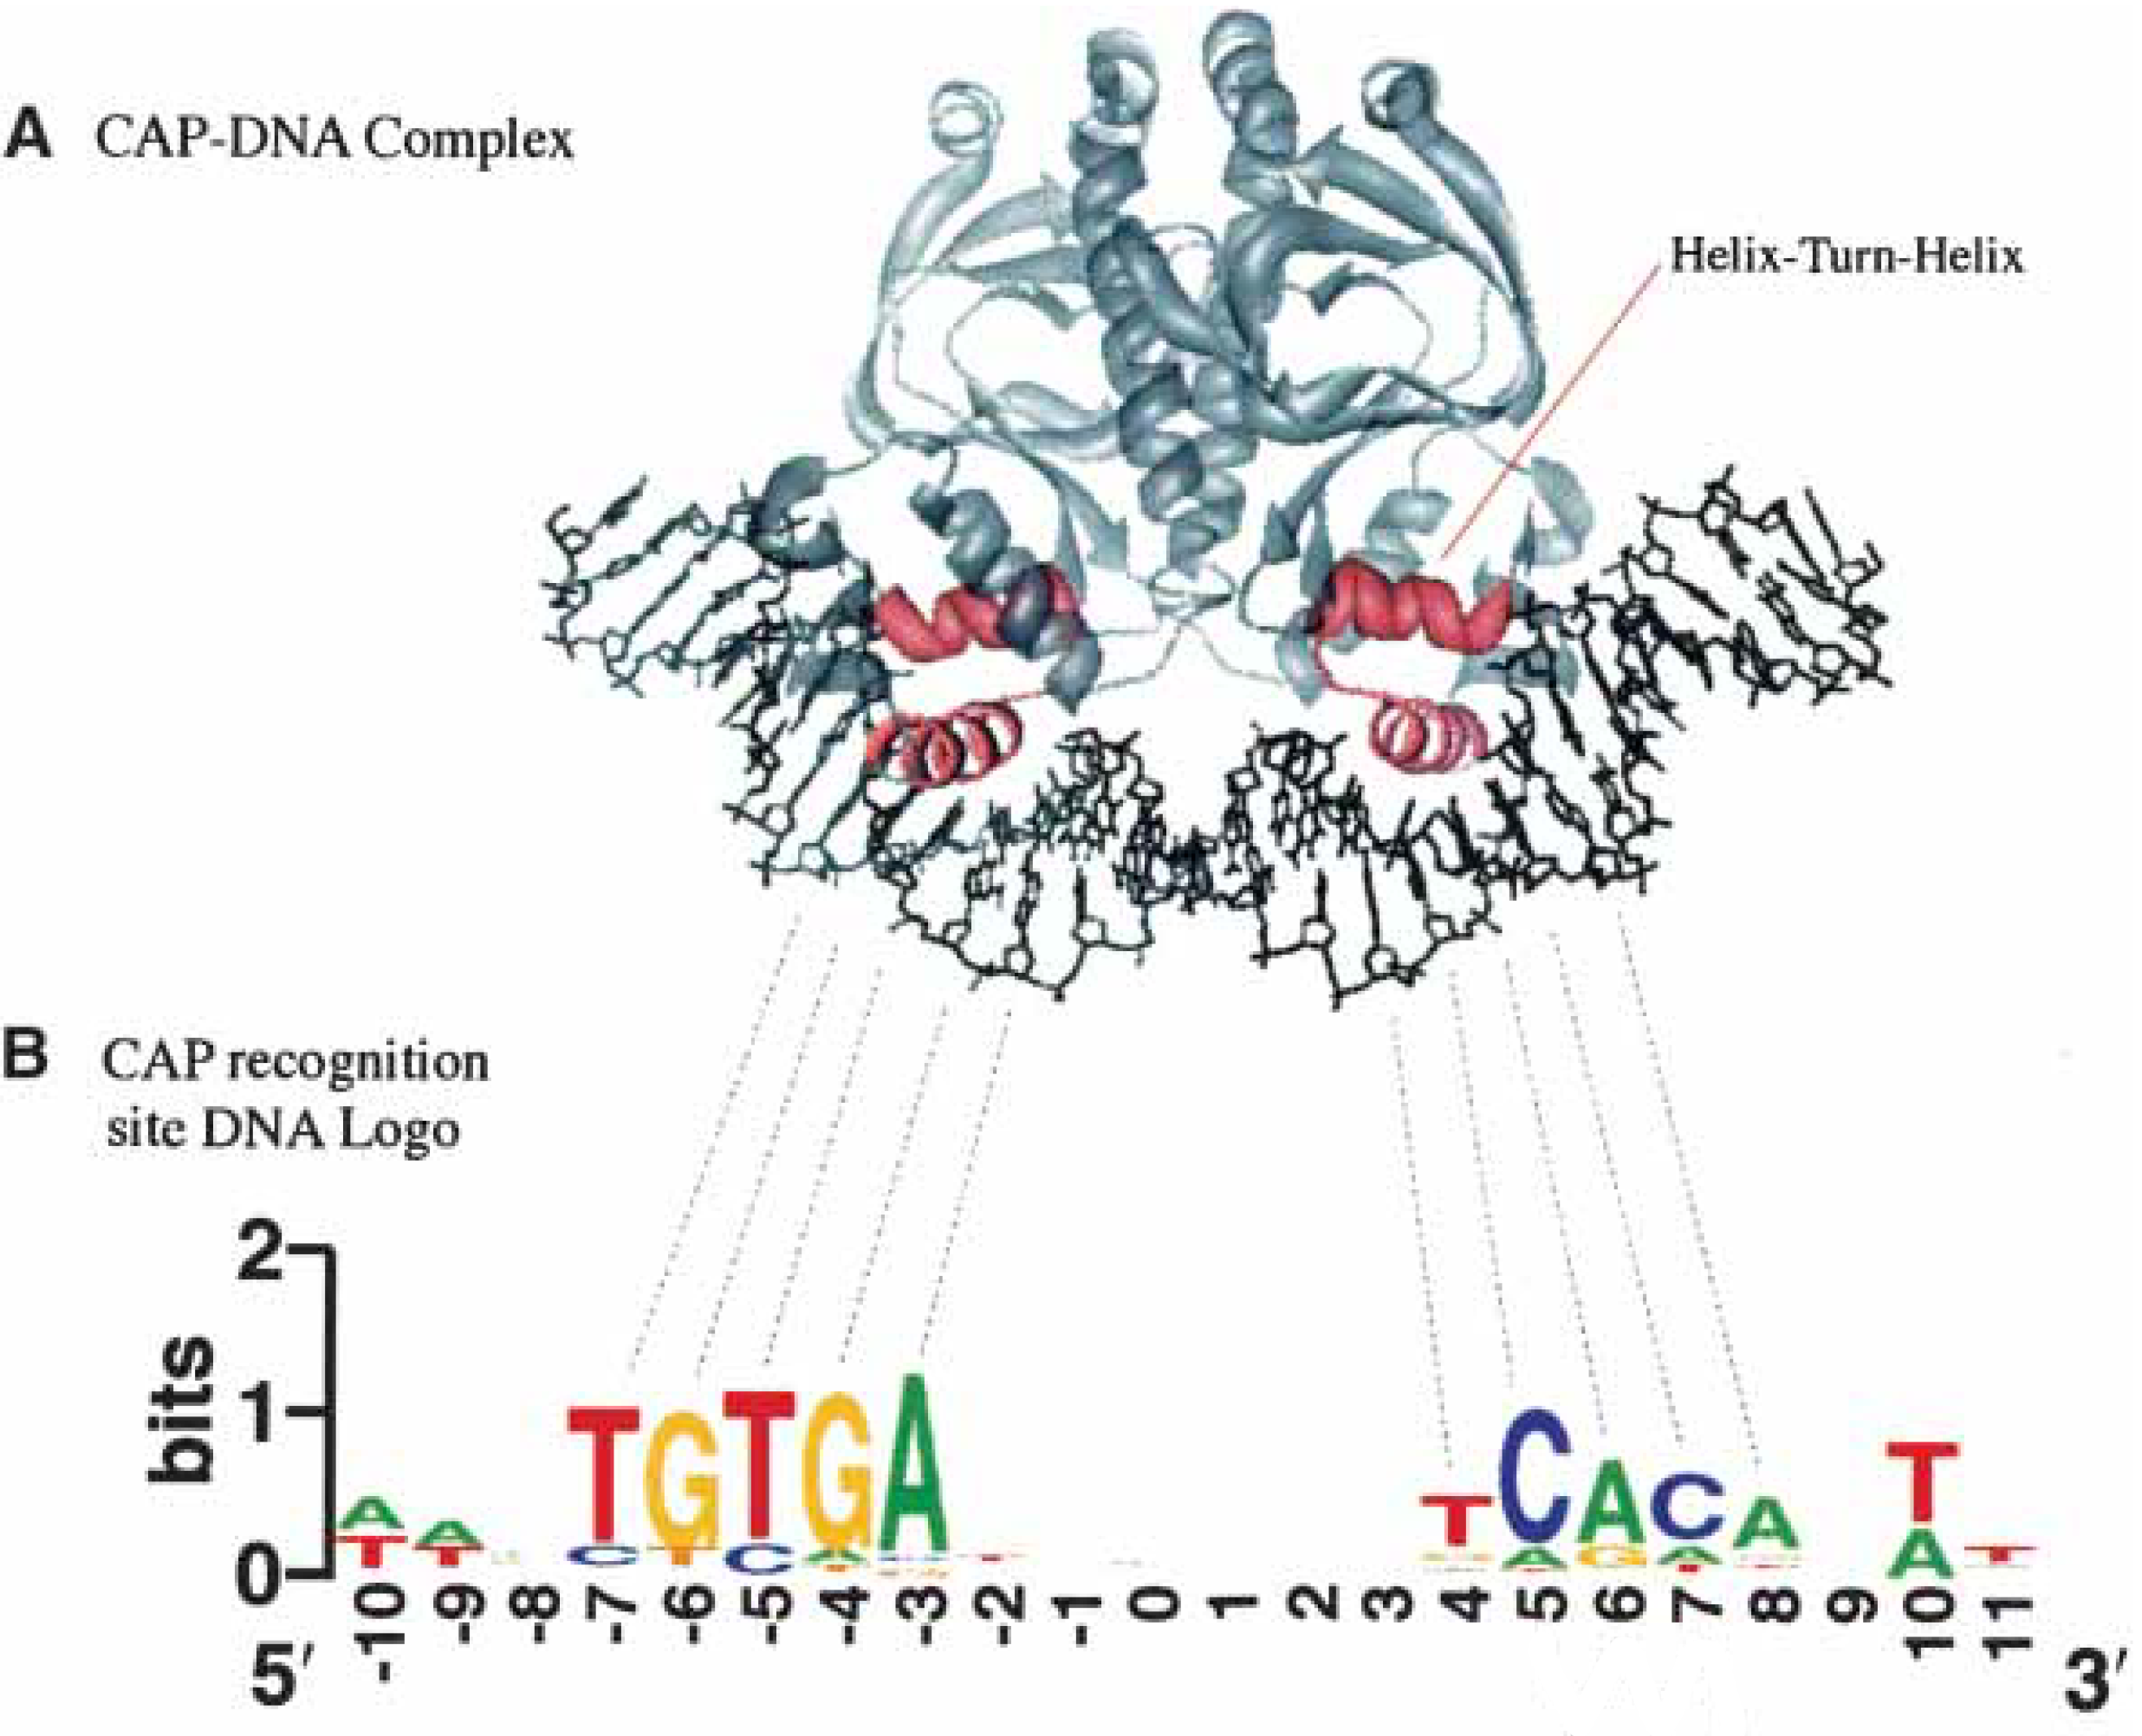 A CAP-DNA Complex
Helix-Turn-Helix
B CAP recognition
site DNA Logo
bits
2
1
0
T G T G A
T C A C A
T
A A
T T
C T C A
A G A
A T
-10 -9 -8 -7 -6 -5 -4 -3 -2 -1 0 1 2 3 4 5 6 7 8 9 10 11
5′ 3′